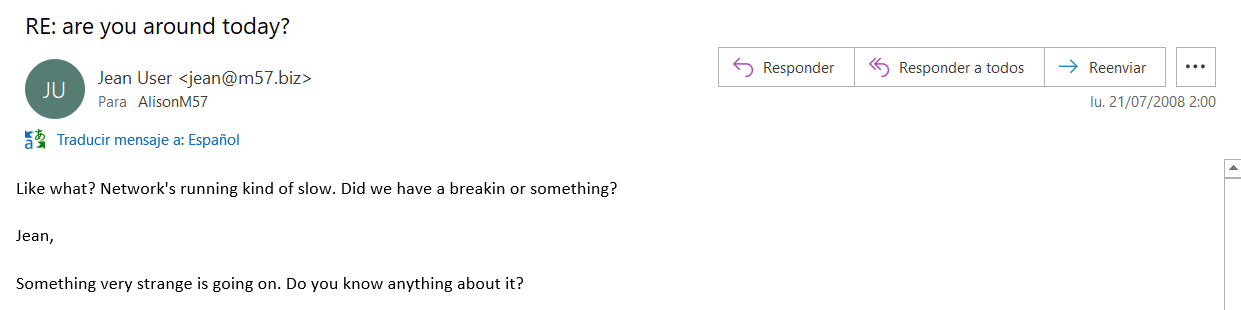 RE: are you around today?
JU
Jean User <jean@m57.biz>
Para AlisonM57
Responder
Responder a todos
Reenviar
lu. 21/07/2008 2:00
Traducir mensaje a: Español
Like what? Network's running kind of slow. Did we have a breakin or something?
Jean,
Something very strange is going on. Do you know anything about it?